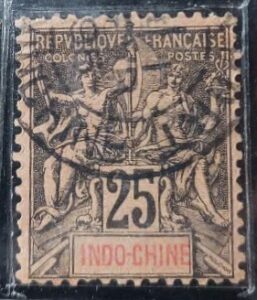 REPVBLIQVE FRANÇAISE
COLONIES POSTES
25
INDO-CHINE